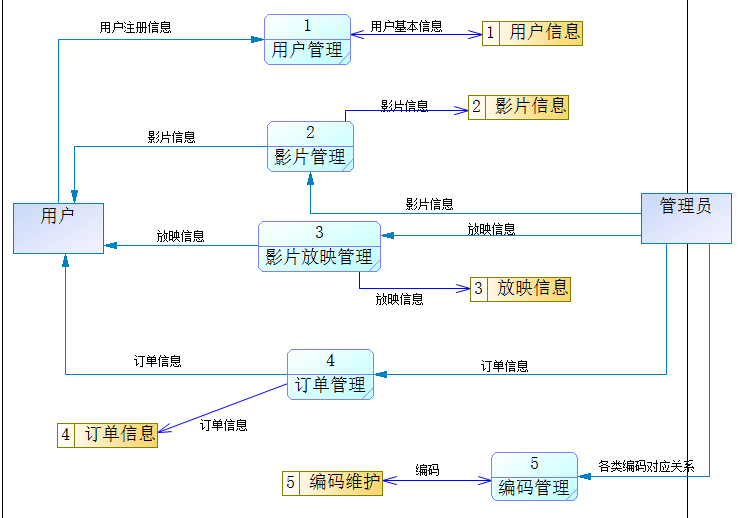 用户注册信息
1
用户管理
用户基本信息
1 用户信息
影片信息
2
影片管理
影片信息
2 影片信息
用户
影片信息
管理员
放映信息
3
影片放映管理
放映信息
放映信息
3 放映信息
订单信息
4
订单管理
订单信息
订单信息
4 订单信息
5 编码维护
编码
5
编码管理
各类编码对应关系